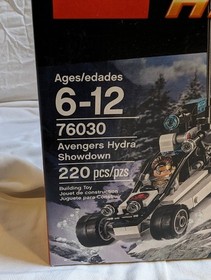 Ages/edades
6-12
76030
Avengers Hydra
Showdown
220 pcs/pzs
Building Toy
Jouet de construction
Juguete para Construir